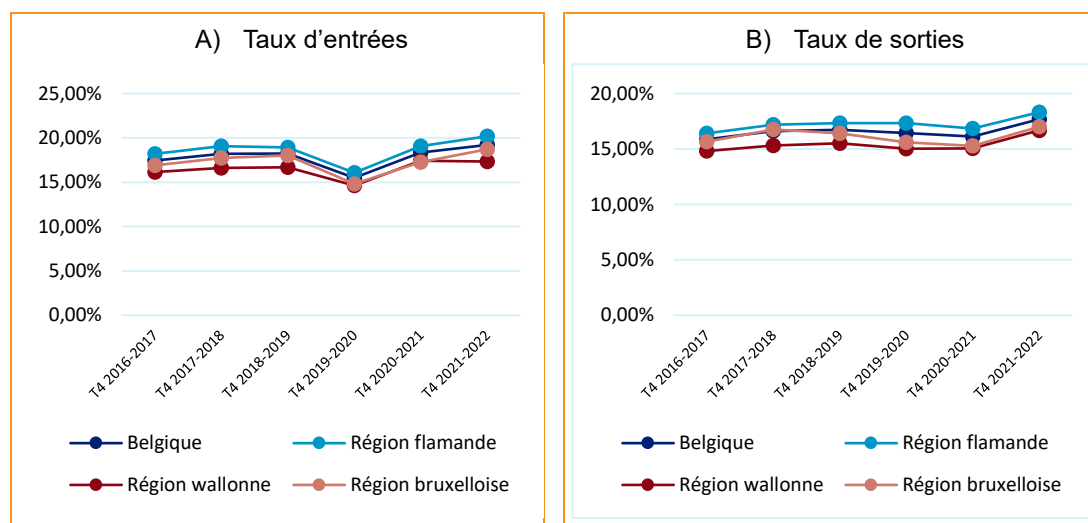 A) Taux d’entrées
25,00%
20,00%
15,00%
10,00%
5,00%
0,00%
T4 2016-2017
T4 2017-2018
T4 2018-2019
T4 2019-2020
T4 2020-2021
T4 2021-2022
Belgique
Région flamande
Région wallonne
Région bruxelloise
B) Taux de sorties
20,00%
15,00%
10,00%
5,00%
0,00%
T4 2016-2017
T4 2017-2018
T4 2018-2019
T4 2019-2020
T4 2020-2021
T4 2021-2022
Belgique
Région flamande
Région wallonne
Région bruxelloise